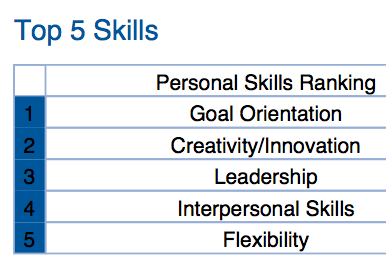 Top 5 Skills
Personal Skills Ranking
1 Goal Orientation
2 Creativity/Innovation
3 Leadership
4 Interpersonal Skills
5 Flexibility